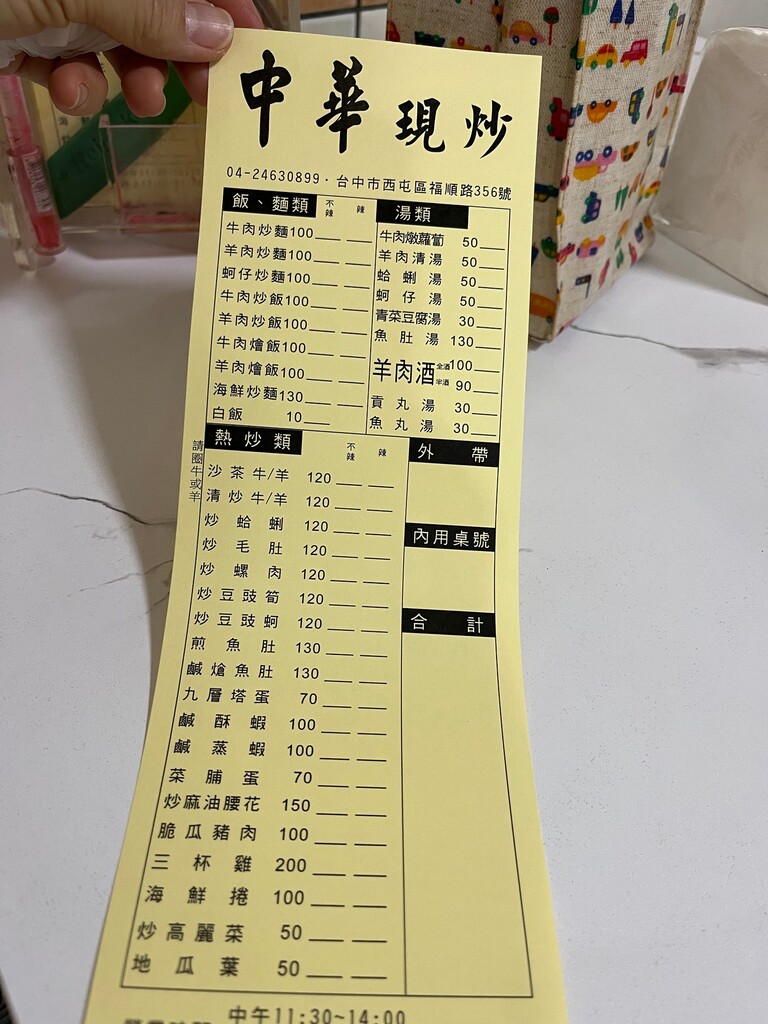 中華現炒
04-24630899·台中市西屯區福順路356號
飯、麵類 不辣 辣
牛肉炒麵100
羊肉炒麵100
蚵仔炒麵100
牛肉炒飯100
羊肉炒飯100
牛肉燴飯100
羊肉燴飯100
海鮮炒麵130
白飯 10
湯類
牛肉燉蘿蔔 50
羊肉清湯 50
蛤蜊湯 50
蚵仔湯 50
青菜豆腐湯 30
魚肚湯 130
羊肉酒 全酒100
半酒 90
貢丸湯 30
魚丸湯 30
熱炒類 不辣 辣
請圈牛或羊
沙茶牛/羊 120
清炒牛/羊 120
炒蛤蜊 120
炒毛肚 120
炒螺肉 120
炒豆豉筍 120
炒豆豉蚵 120
煎魚肚 130
鹹熗魚肚 130
九層塔蛋 70
鹹酥蝦 100
鹹蒸蝦 100
菜脯蛋 70
炒麻油腰花 150
脆瓜豬肉 100
三杯雞 200
海鮮捲 100
炒高麗菜 50
地瓜葉 50
外帶
內用桌號
合計
中午11:30~14:00